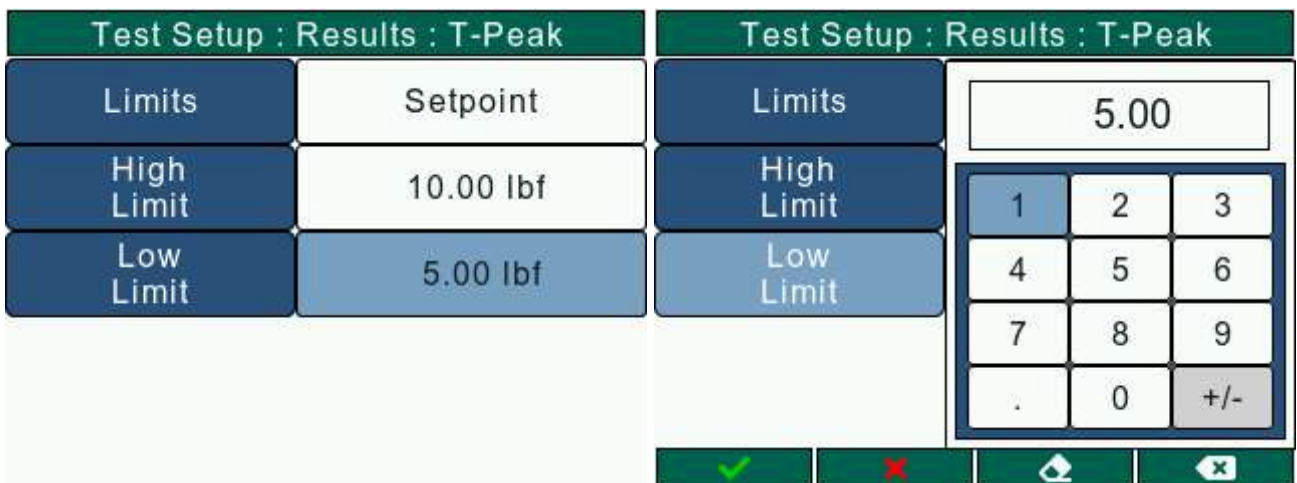 Test Setup : Results : T-Peak
Limits
Setpoint
High
Limit
10.00 lbf
Low
Limit
5.00 lbf
Test Setup : Results : T-Peak
Limits
High
Limit
Low
Limit
5.00
1 2 3
4 5 6
7 8 9
. 0 +/-